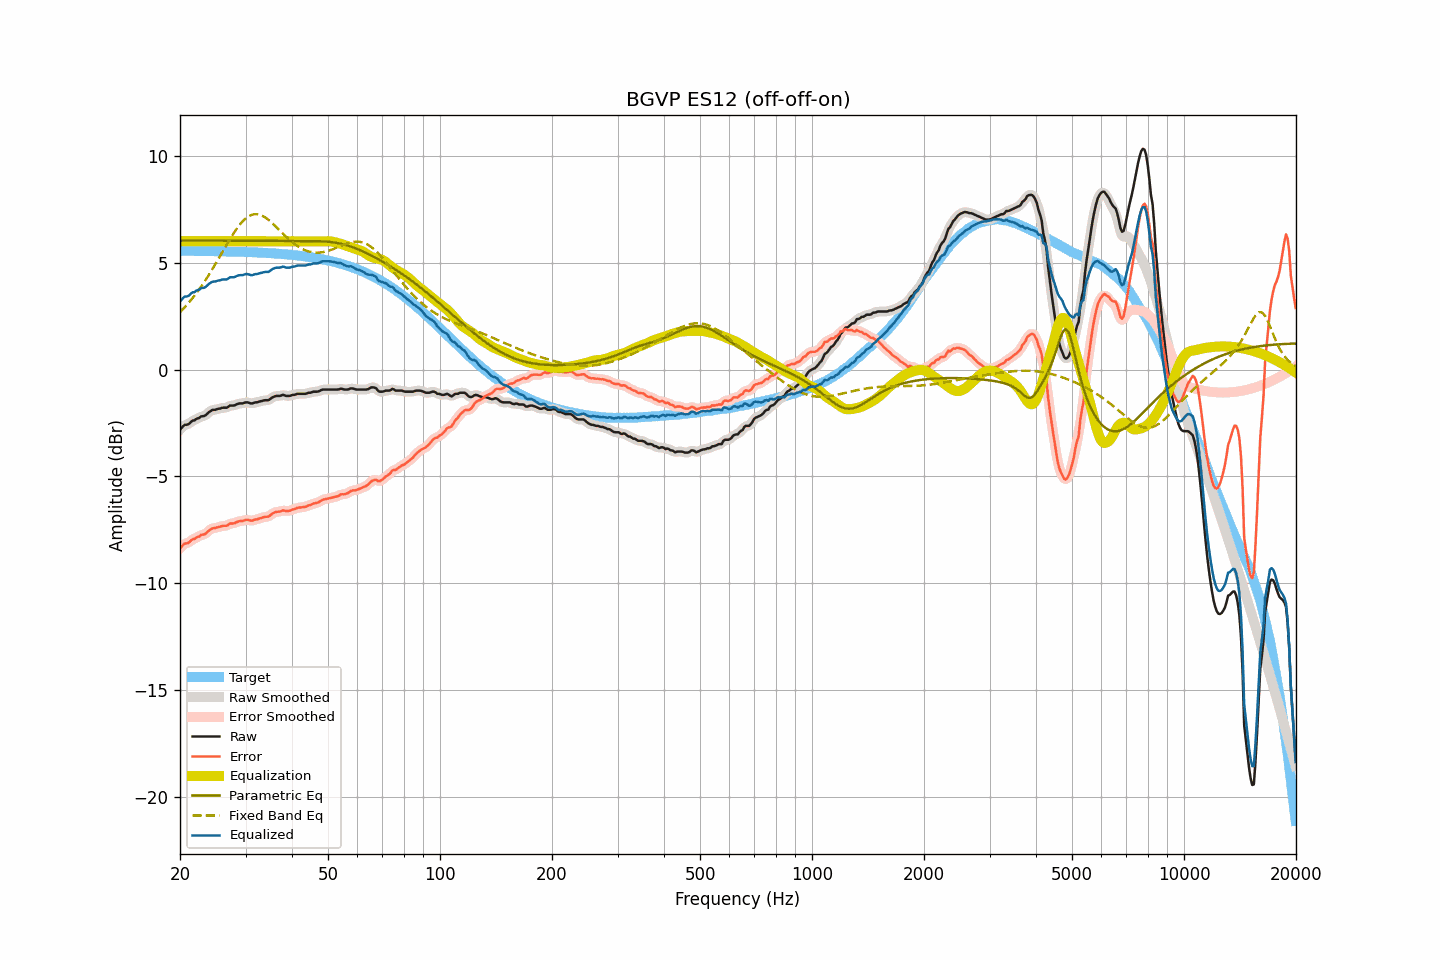 BGVP ES12 (off-off-on)
10
5
0
−5
−10
−15
−20
Amplitude (dBr)
Target
Raw Smoothed
Error Smoothed
Raw
Error
Equalization
Parametric Eq
Fixed Band Eq
Equalized
20 50 100 200 500 1000 2000 5000 10000 20000
Frequency (Hz)